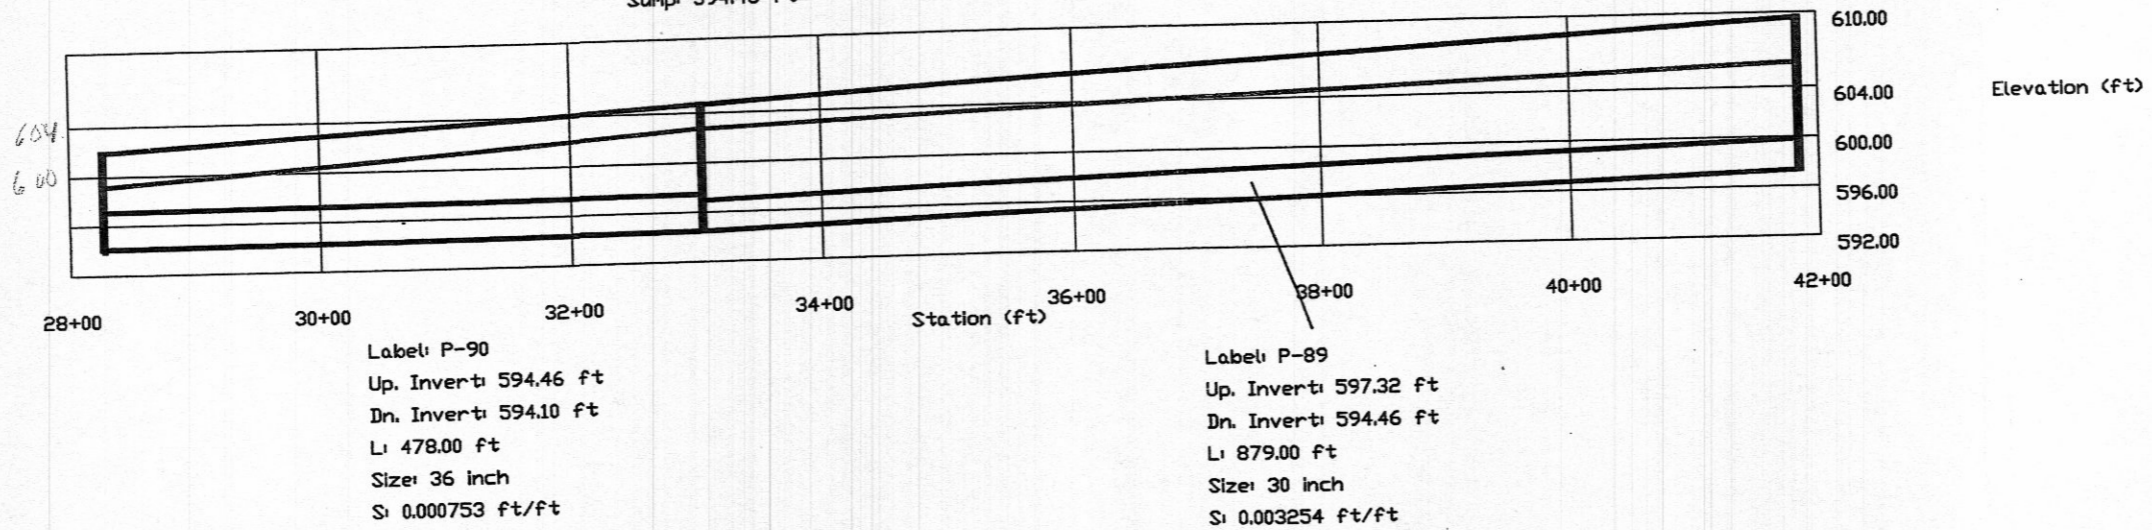 Sump: 594.10 ft
610.00
604.00
Elevation (ft)
604.
600.00
600
596.00
592.00
28+00
30+00
32+00
34+00
36+00
38+00
40+00
42+00
Station (ft)
Label: P-90
Up. Invert: 594.46 ft
Dn. Invert: 594.10 ft
L: 478.00 ft
Size: 36 inch
S: 0.000753 ft/ft
Label: P-89
Up. Invert: 597.32 ft
Dn. Invert: 594.46 ft
L: 879.00 ft
Size: 30 inch
S: 0.003254 ft/ft